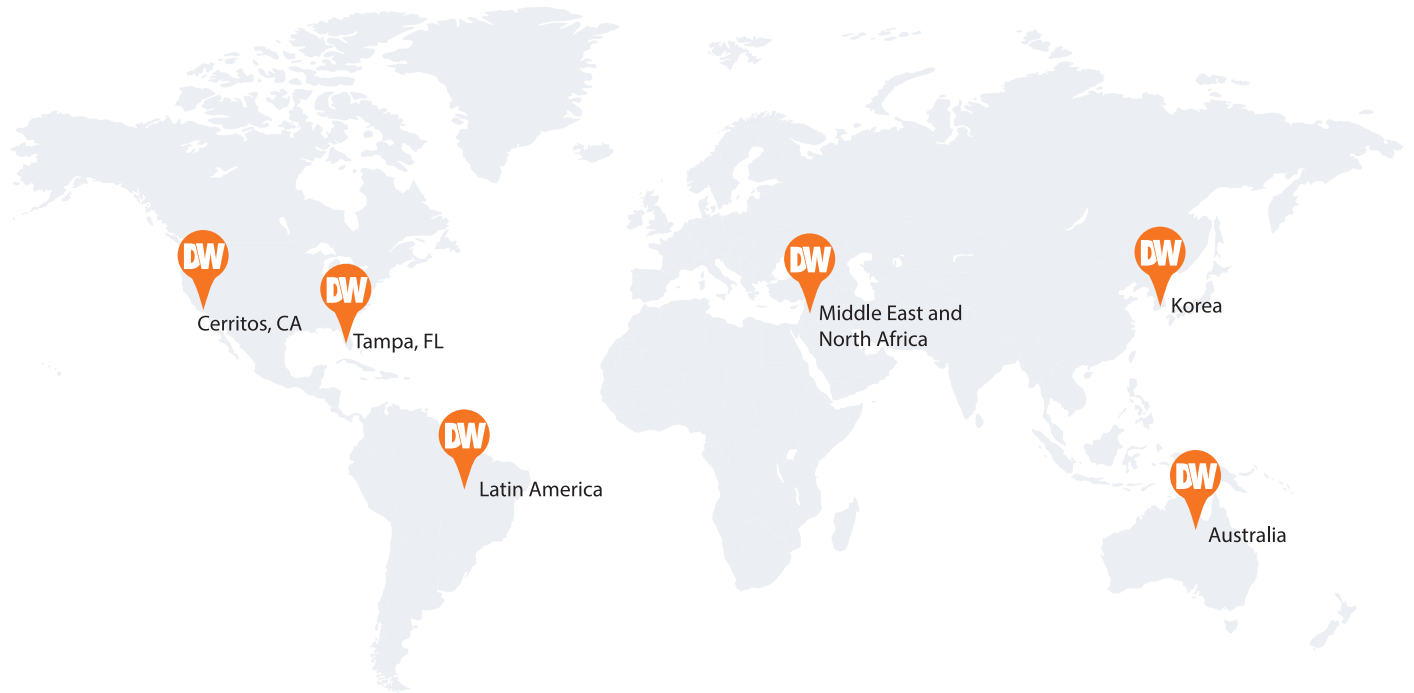 DW
Cerritos, CA
DW
Tampa, FL
DW
Latin America
DW
Middle East and
North Africa
DW
Korea
DW
Australia